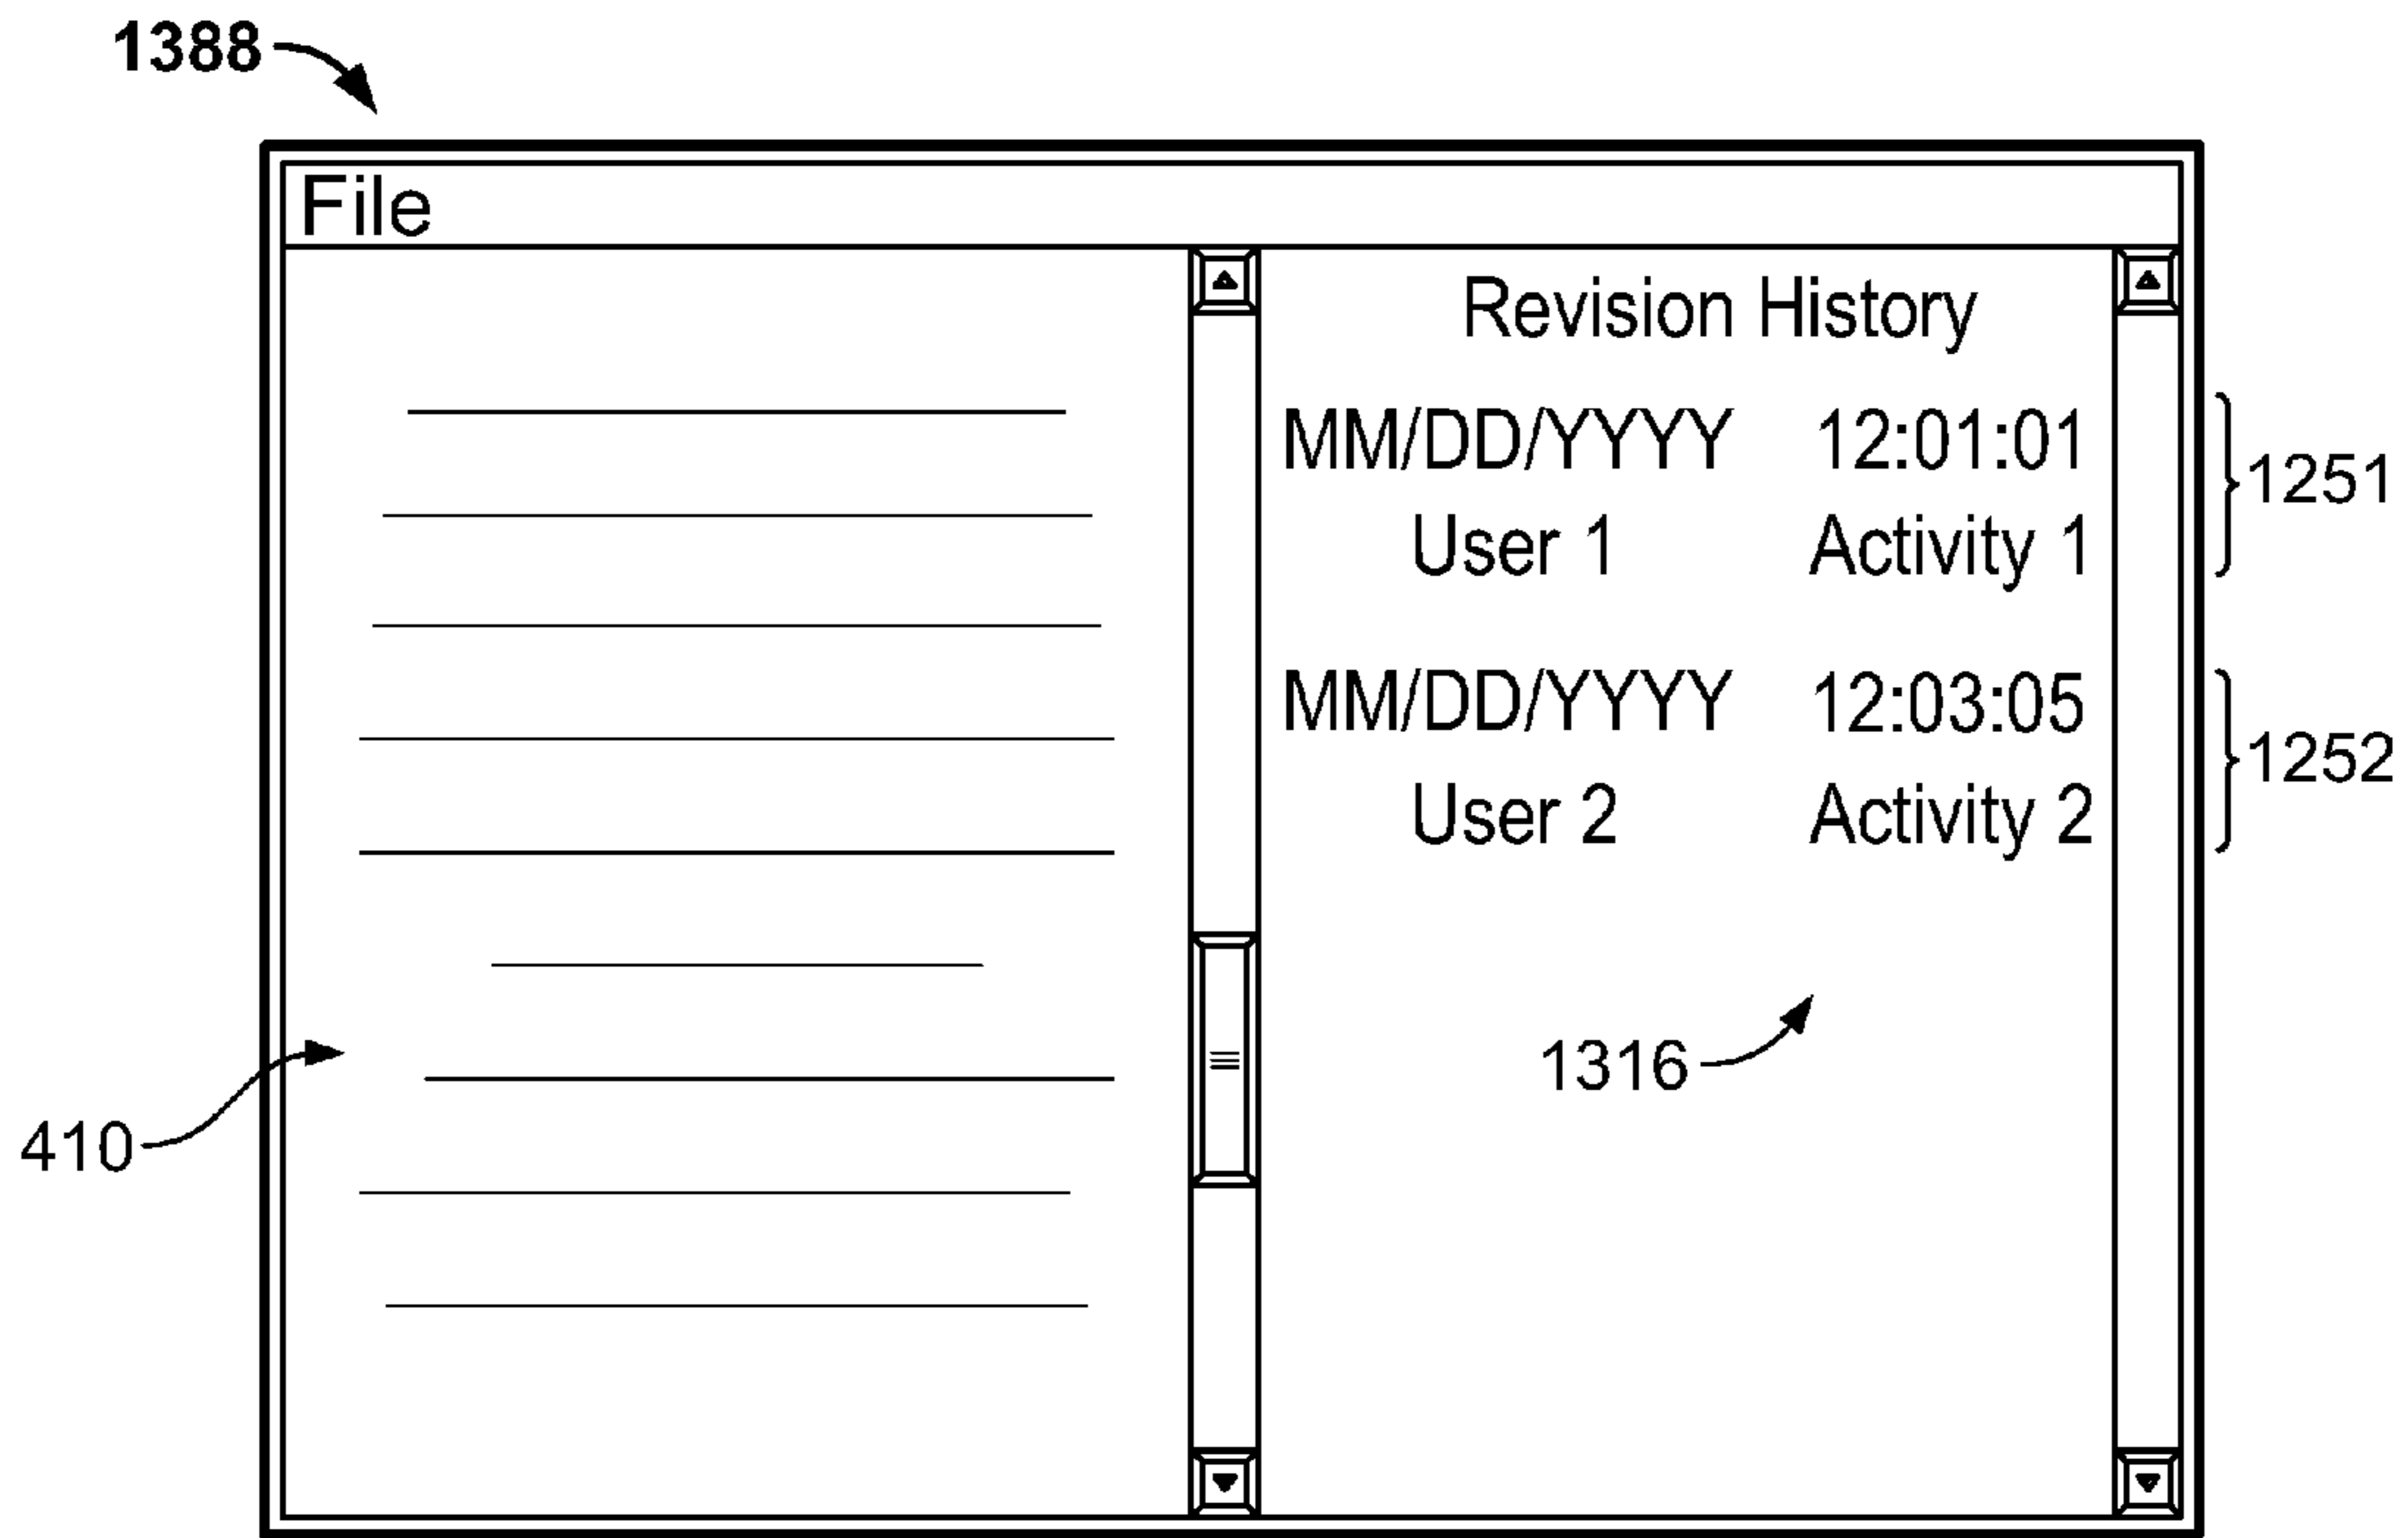 1388
File
Revision History
MM/DD/YYYY 12:01:01
1251
User 1 Activity 1
MM/DD/YYYY 12:03:05
1252
User 2 Activity 2
1316
410